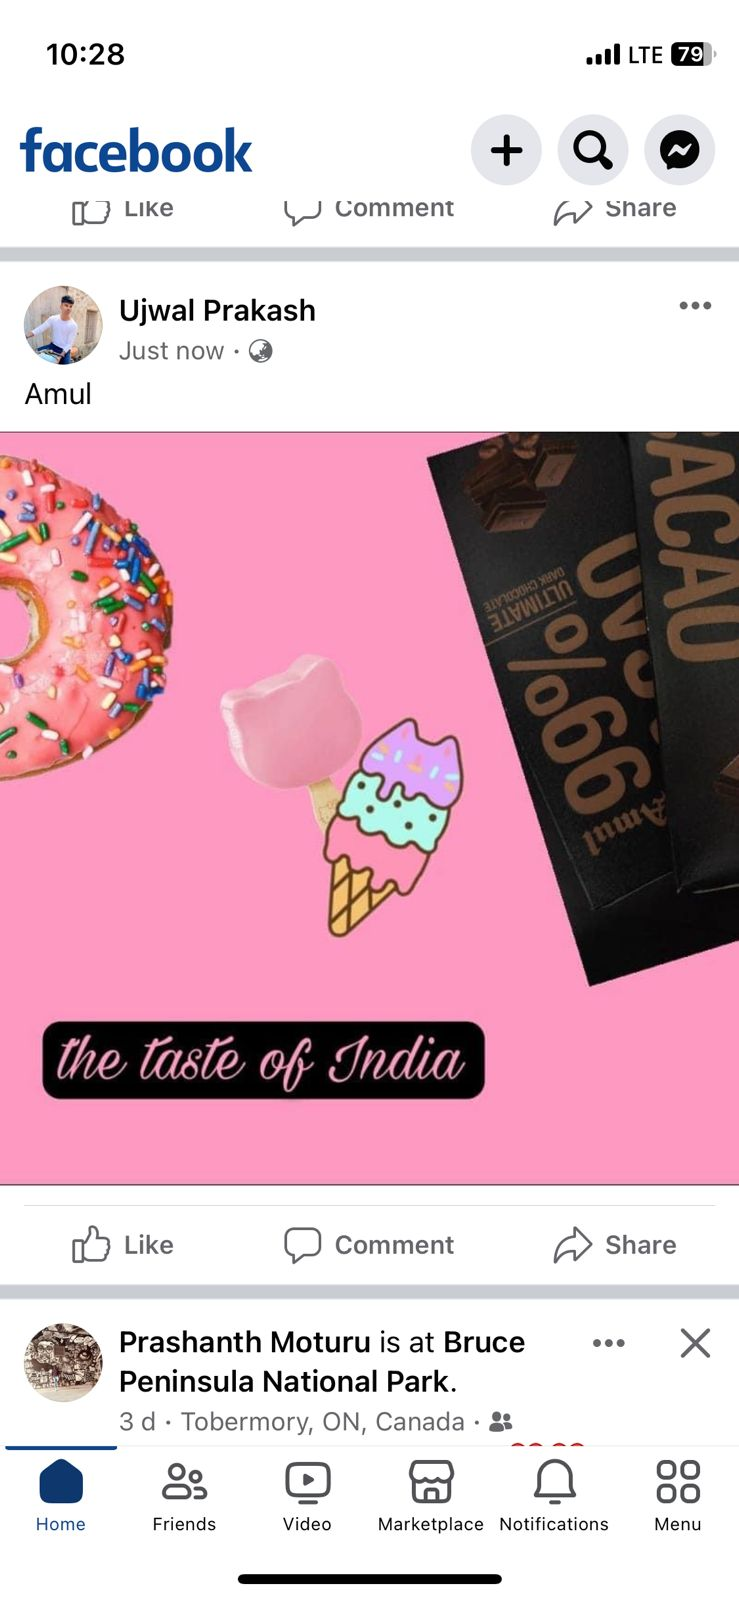 10:28
LTE 79
facebook
Like Comment Share
Ujwal Prakash
Just now ·
Amul
ACAO
ULTIMATE
DARK CHOCOLATE
99%
Amul
the taste of India
Like Comment Share
Prashanth Moturu is at Bruce
Peninsula National Park.
3 d · Tobermory, ON, Canada ·
Home Friends Video Marketplace Notifications Menu